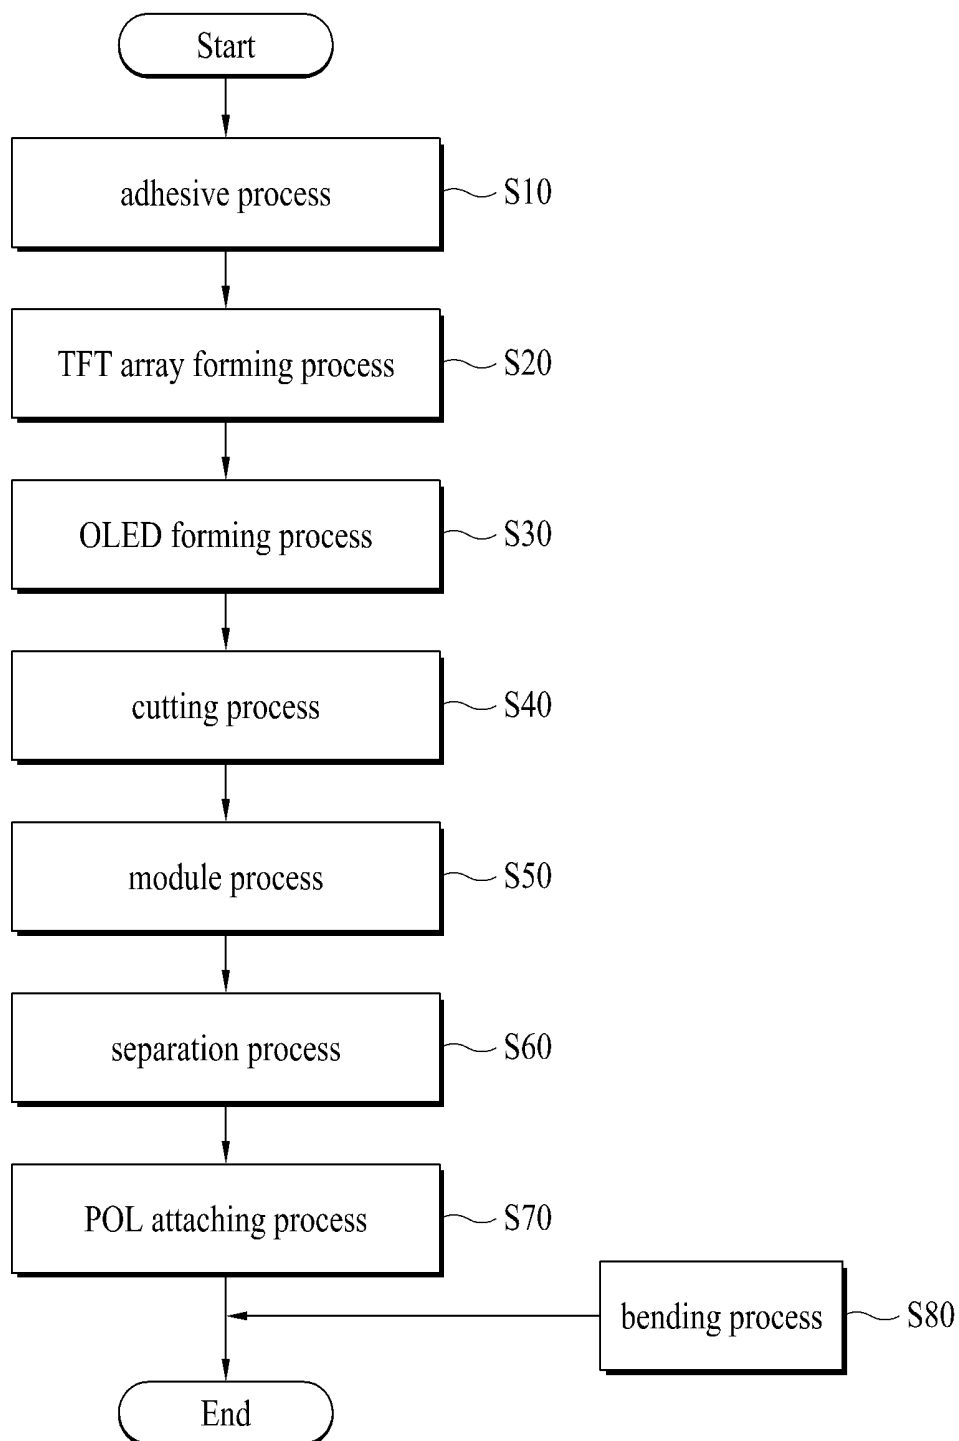 Start
adhesive process S10
TFT array forming process S20
OLED forming process S30
cutting process S40
module process S50
separation process S60
POL attaching process S70
bending process S80
End